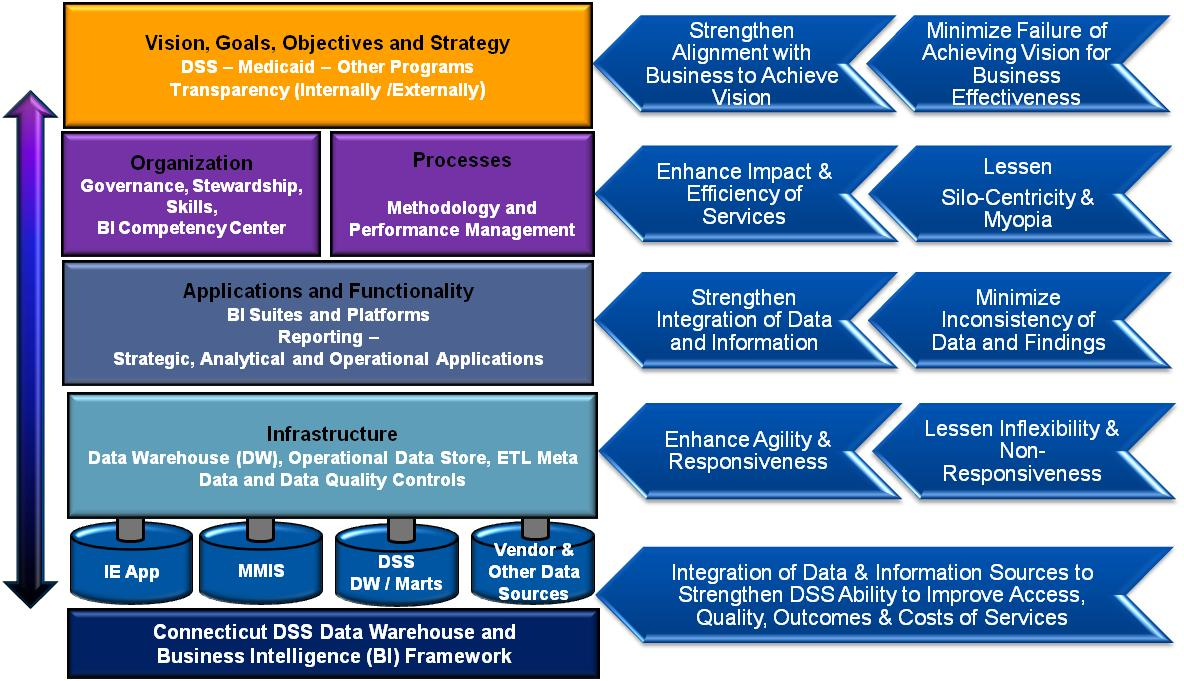 Vision, Goals, Objectives and Strategy
DSS – Medicaid – Other Programs
Transparency (Internally /Externally)
Strengthen
Alignment with
Business to Achieve
Vision
Minimize Failure of
Achieving Vision for
Business
Effectiveness
Organization
Governance, Stewardship,
Skills,
BI Competency Center
Processes
Methodology and
Performance Management
Enhance Impact &
Efficiency of
Services
Lessen
Silo-Centricity &
Myopia
Applications and Functionality
BI Suites and Platforms
Reporting –
Strategic, Analytical and Operational Applications
Strengthen
Integration of Data
and Information
Minimize
Inconsistency of
Data and Findings
Infrastructure
Data Warehouse (DW), Operational Data Store, ETL Meta
Data and Data Quality Controls
Enhance Agility &
Responsiveness
Lessen Inflexibility &
Non-
Responsiveness
IE App
MMIS
DSS
DW / Marts
Vendor &
Other Data
Sources
Integration of Data & Information Sources to
Strengthen DSS Ability to Improve Access,
Quality, Outcomes & Costs of Services
Connecticut DSS Data Warehouse and
Business Intelligence (BI) Framework